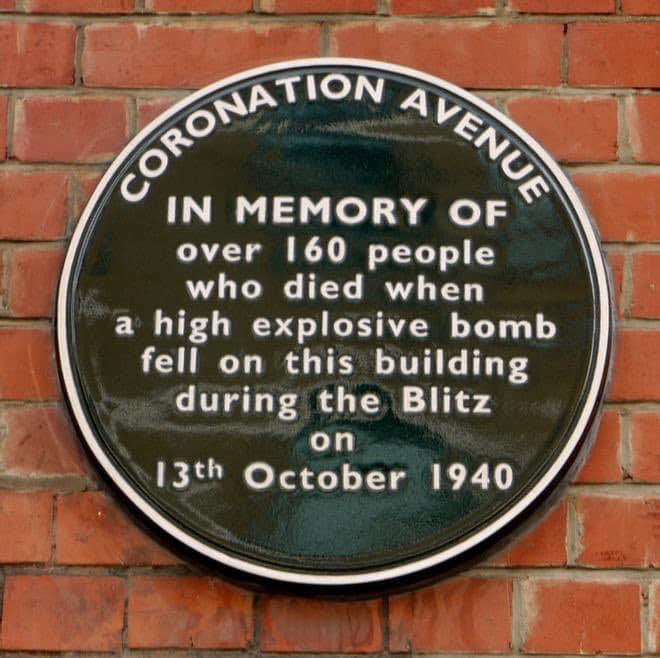 CORONATION AVENUE
IN MEMORY OF
over 160 people
who died when
a high explosive bomb
fell on this building
during the Blitz
on
13th October 1940